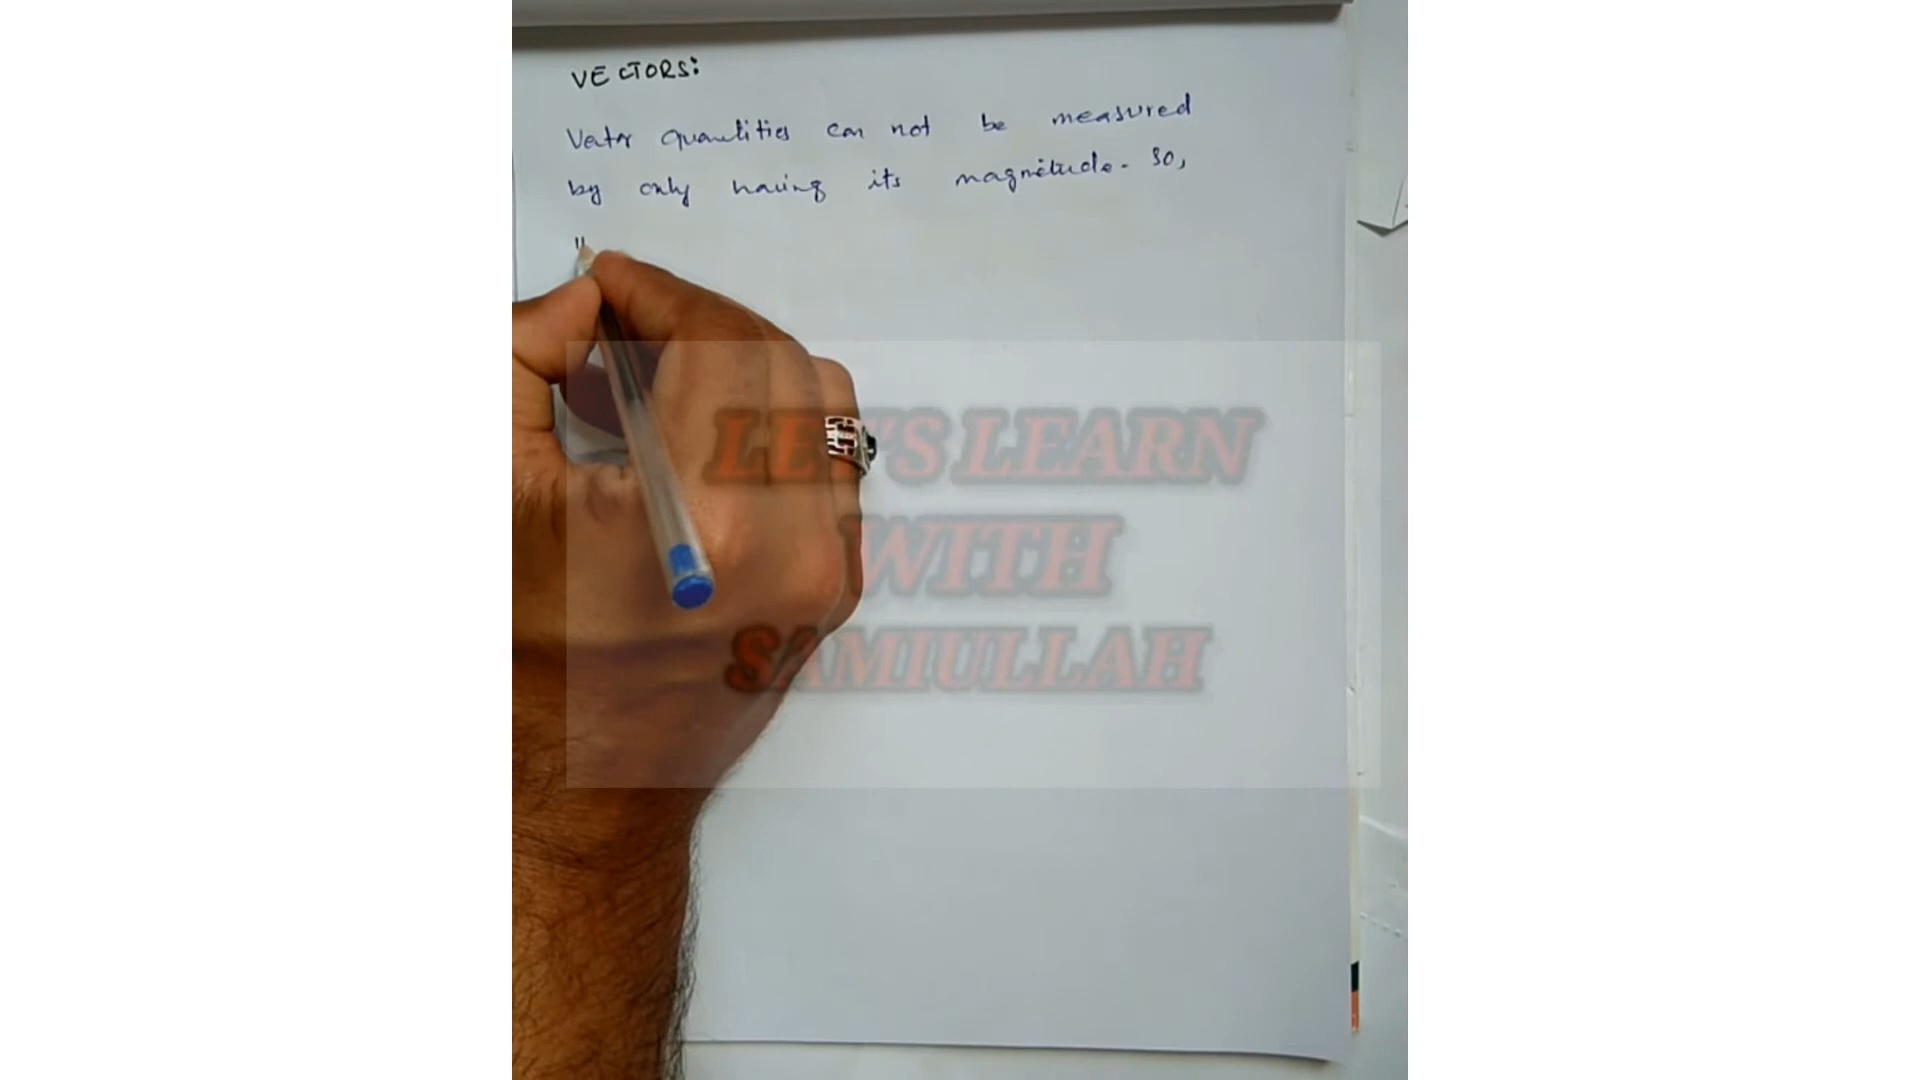 VECTORS:
Vector quantities can not be measured
by only having its magnitude. So,
"
LET'S LEARN
WITH
SAMIULLAH